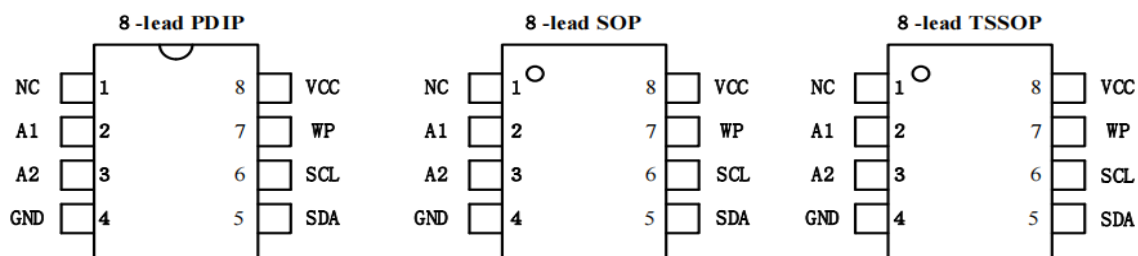 8-lead PDIP 8-lead SOP 8-lead TSSOP
NC 1 8 VCC NC 1 8 VCC NC 1 8 VCC
A1 2 7 WP A1 2 7 WP A1 2 7 WP
A2 3 6 SCL A2 3 6 SCL A2 3 6 SCL
GND 4 5 SDA GND 4 5 SDA GND 4 5 SDA